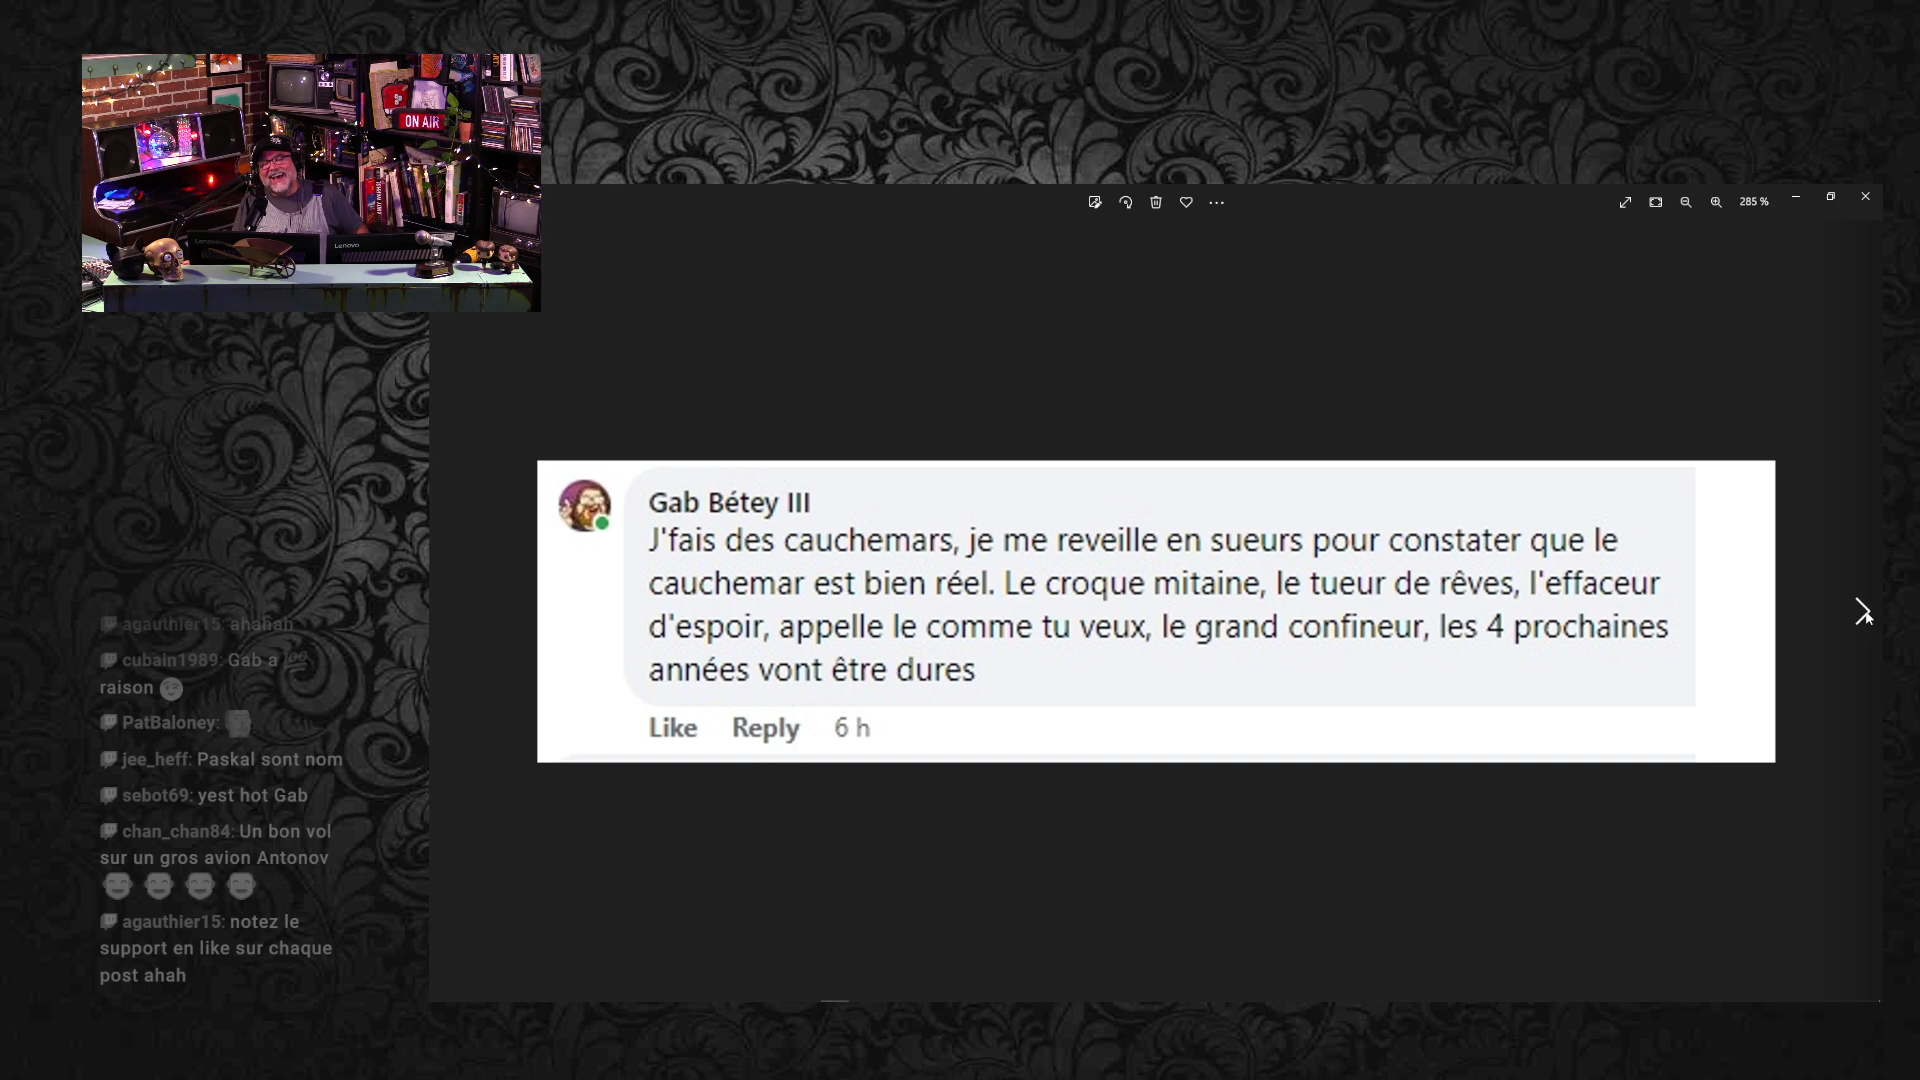 ON AIR
Lenovo
Lenovo
285 %
Gab Bétey III
J'fais des cauchemars, je me reveille en sueurs pour constater que le
cauchemar est bien réel. Le croque mitaine, le tueur de rêves, l'effaceur
d'espoir, appelle le comme tu veux, le grand confineur, les 4 prochaines
années vont être dures
Like Reply 6 h
agauthier15: ahahah
cubain1989: Gab a
raison
PatBaloney:
jee_heff: Paskal sont nom
sebot69: yest hot Gab
chan_chan84: Un bon vol
sur un gros avion Antonov
agauthier15: notez le
support en like sur chaque
post ahah